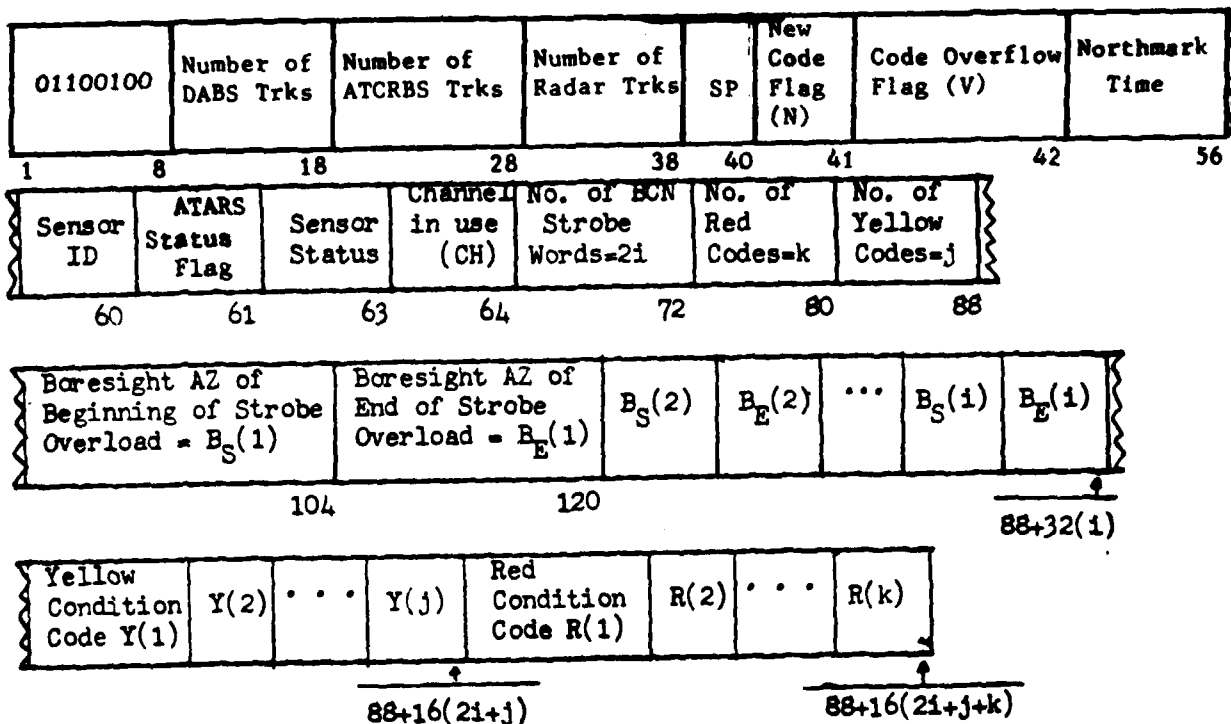 01100100
Number of
DABS Trks
Number of
ATCRBS Trks
Number of
Radar Trks
SP
New
Code
Flag
(N)
Code Overflow
Flag (V)
Northmark
Time
1 8 18 28 38 40 41 42 56
Sensor
ID
ATARS
Status
Flag
Sensor
Status
Channel
in use
(CH)
No. of BCN
Strobe
Words=2i
No. of
Red
Codes=k
No. of
Yellow
Codes=j
60 61 63 64 72 80 88
Boresight AZ of
Beginning of Strobe
Overload = B_S(1)
Boresight AZ of
End of Strobe
Overload = B_E(1)
B_S(2)
B_E(2)
...
B_S(i)
B_E(i)
104 120
88+32(i)
Yellow
Condition
Code Y(1)
Y(2)
...
Y(j)
Red
Condition
Code R(1)
R(2)
...
R(k)
88+16(2i+j)
88+16(2i+j+k)